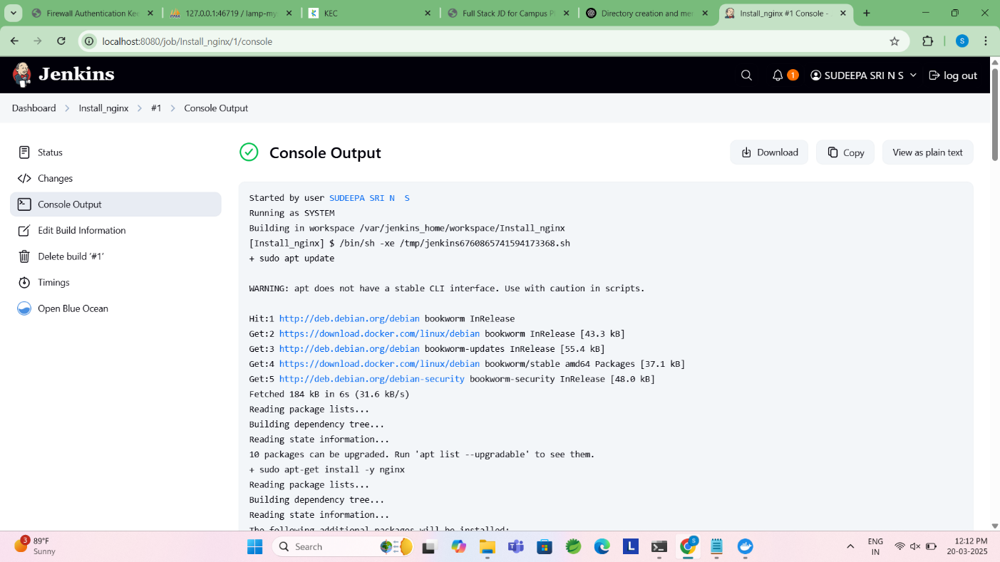 Firewall Authentication Kee
127.0.0.1:46719 / lamp-my
KEC
Full Stack JD for Campus Pl
Directory creation and mer
Install_nginx #1 Console -
localhost:8080/job/Install_nginx/1/console
S
Jenkins
1
SUDEEPA SRI N S
log out
Dashboard
Install_nginx
#1
Console Output
Status
Changes
Console Output
Edit Build Information
Delete build ‘#1’
Timings
Open Blue Ocean
Console Output
Download
Copy
View as plain text
Started by user SUDEEPA SRI N  S
Running as SYSTEM
Building in workspace /var/jenkins_home/workspace/Install_nginx
[Install_nginx] $ /bin/sh -xe /tmp/jenkins6760865741594173368.sh
+ sudo apt update
WARNING: apt does not have a stable CLI interface. Use with caution in scripts.
Hit:1 http://deb.debian.org/debian bookworm InRelease
Get:2 https://download.docker.com/linux/debian bookworm InRelease [43.3 kB]
Get:3 http://deb.debian.org/debian bookworm-updates InRelease [55.4 kB]
Get:4 https://download.docker.com/linux/debian bookworm/stable amd64 Packages [37.1 kB]
Get:5 http://deb.debian.org/debian-security bookworm-security InRelease [48.0 kB]
Fetched 184 kB in 6s (31.6 kB/s)
Reading package lists...
Building dependency tree...
Reading state information...
10 packages can be upgraded. Run 'apt list --upgradable' to see them.
+ sudo apt-get install -y nginx
Reading package lists...
Building dependency tree...
Reading state information...
The following additional packages will be installed:
3
89°F
Sunny
Search
L
S
ENG
IN
12:12 PM
20-03-2025